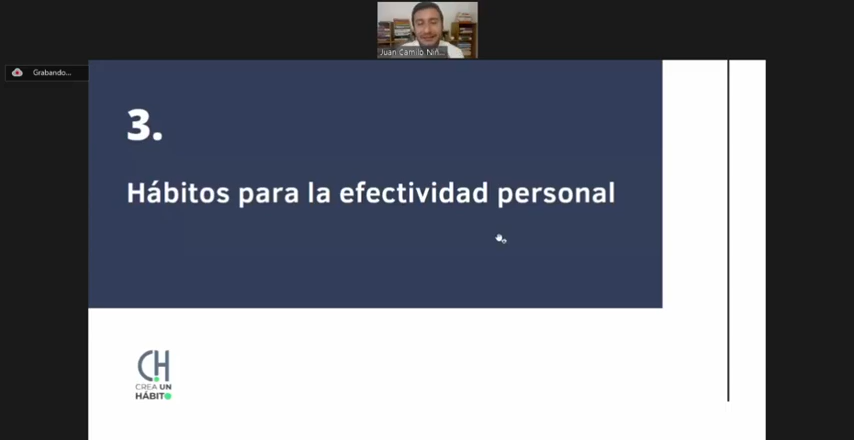 Juan Camilo Niñ...
Grabando...
3.
Hábitos para la efectividad personal
CH
CREA UN
HÁBITO